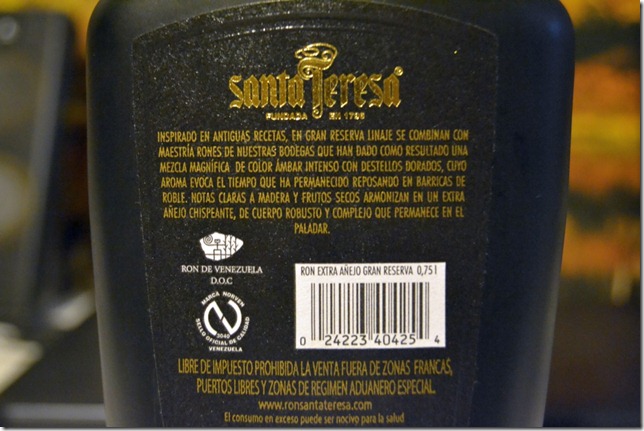 Santa Teresa
FUNDADA EN 1796
INSPIRADO EN ANTIGUAS RECETAS, EN GRAN RESERVA LINAJE SE COMBINAN CON
MAESTRÍA RONES DE NUESTRAS BODEGAS QUE HAN DADO COMO RESULTADO UNA
MEZCLA MAGNÍFICA DE COLOR ÁMBAR INTENSO CON DESTELLOS DORADOS, CUYO
AROMA EVOCA EL TIEMPO QUE HA PERMANECIDO REPOSANDO EN BARRICAS DE
ROBLE. NOTAS CLARAS A MADERA Y FRUTOS SECOS ARMONIZAN EN UN EXTRA
AÑEJO CHISPEANTE, DE CUERPO ROBUSTO Y COMPLEJO QUE PERMANECE EN EL
PALADAR.
RON DE VENEZUELA
D.O.C
MARCA NORVEN
SELLO OFICIAL DE CALIDAD
VENEZUELA
RON EXTRA AÑEJO GRAN RESERVA 0,75 l
0 24223 40425 4
LIBRE DE IMPUESTO PROHIBIDA LA VENTA FUERA DE ZONAS FRANCAS,
PUERTOS LIBRES Y ZONAS DE REGIMEN ADUANERO ESPECIAL.
www.ronsantateresa.com
El consumo en exceso puede ser nocivo para la salud